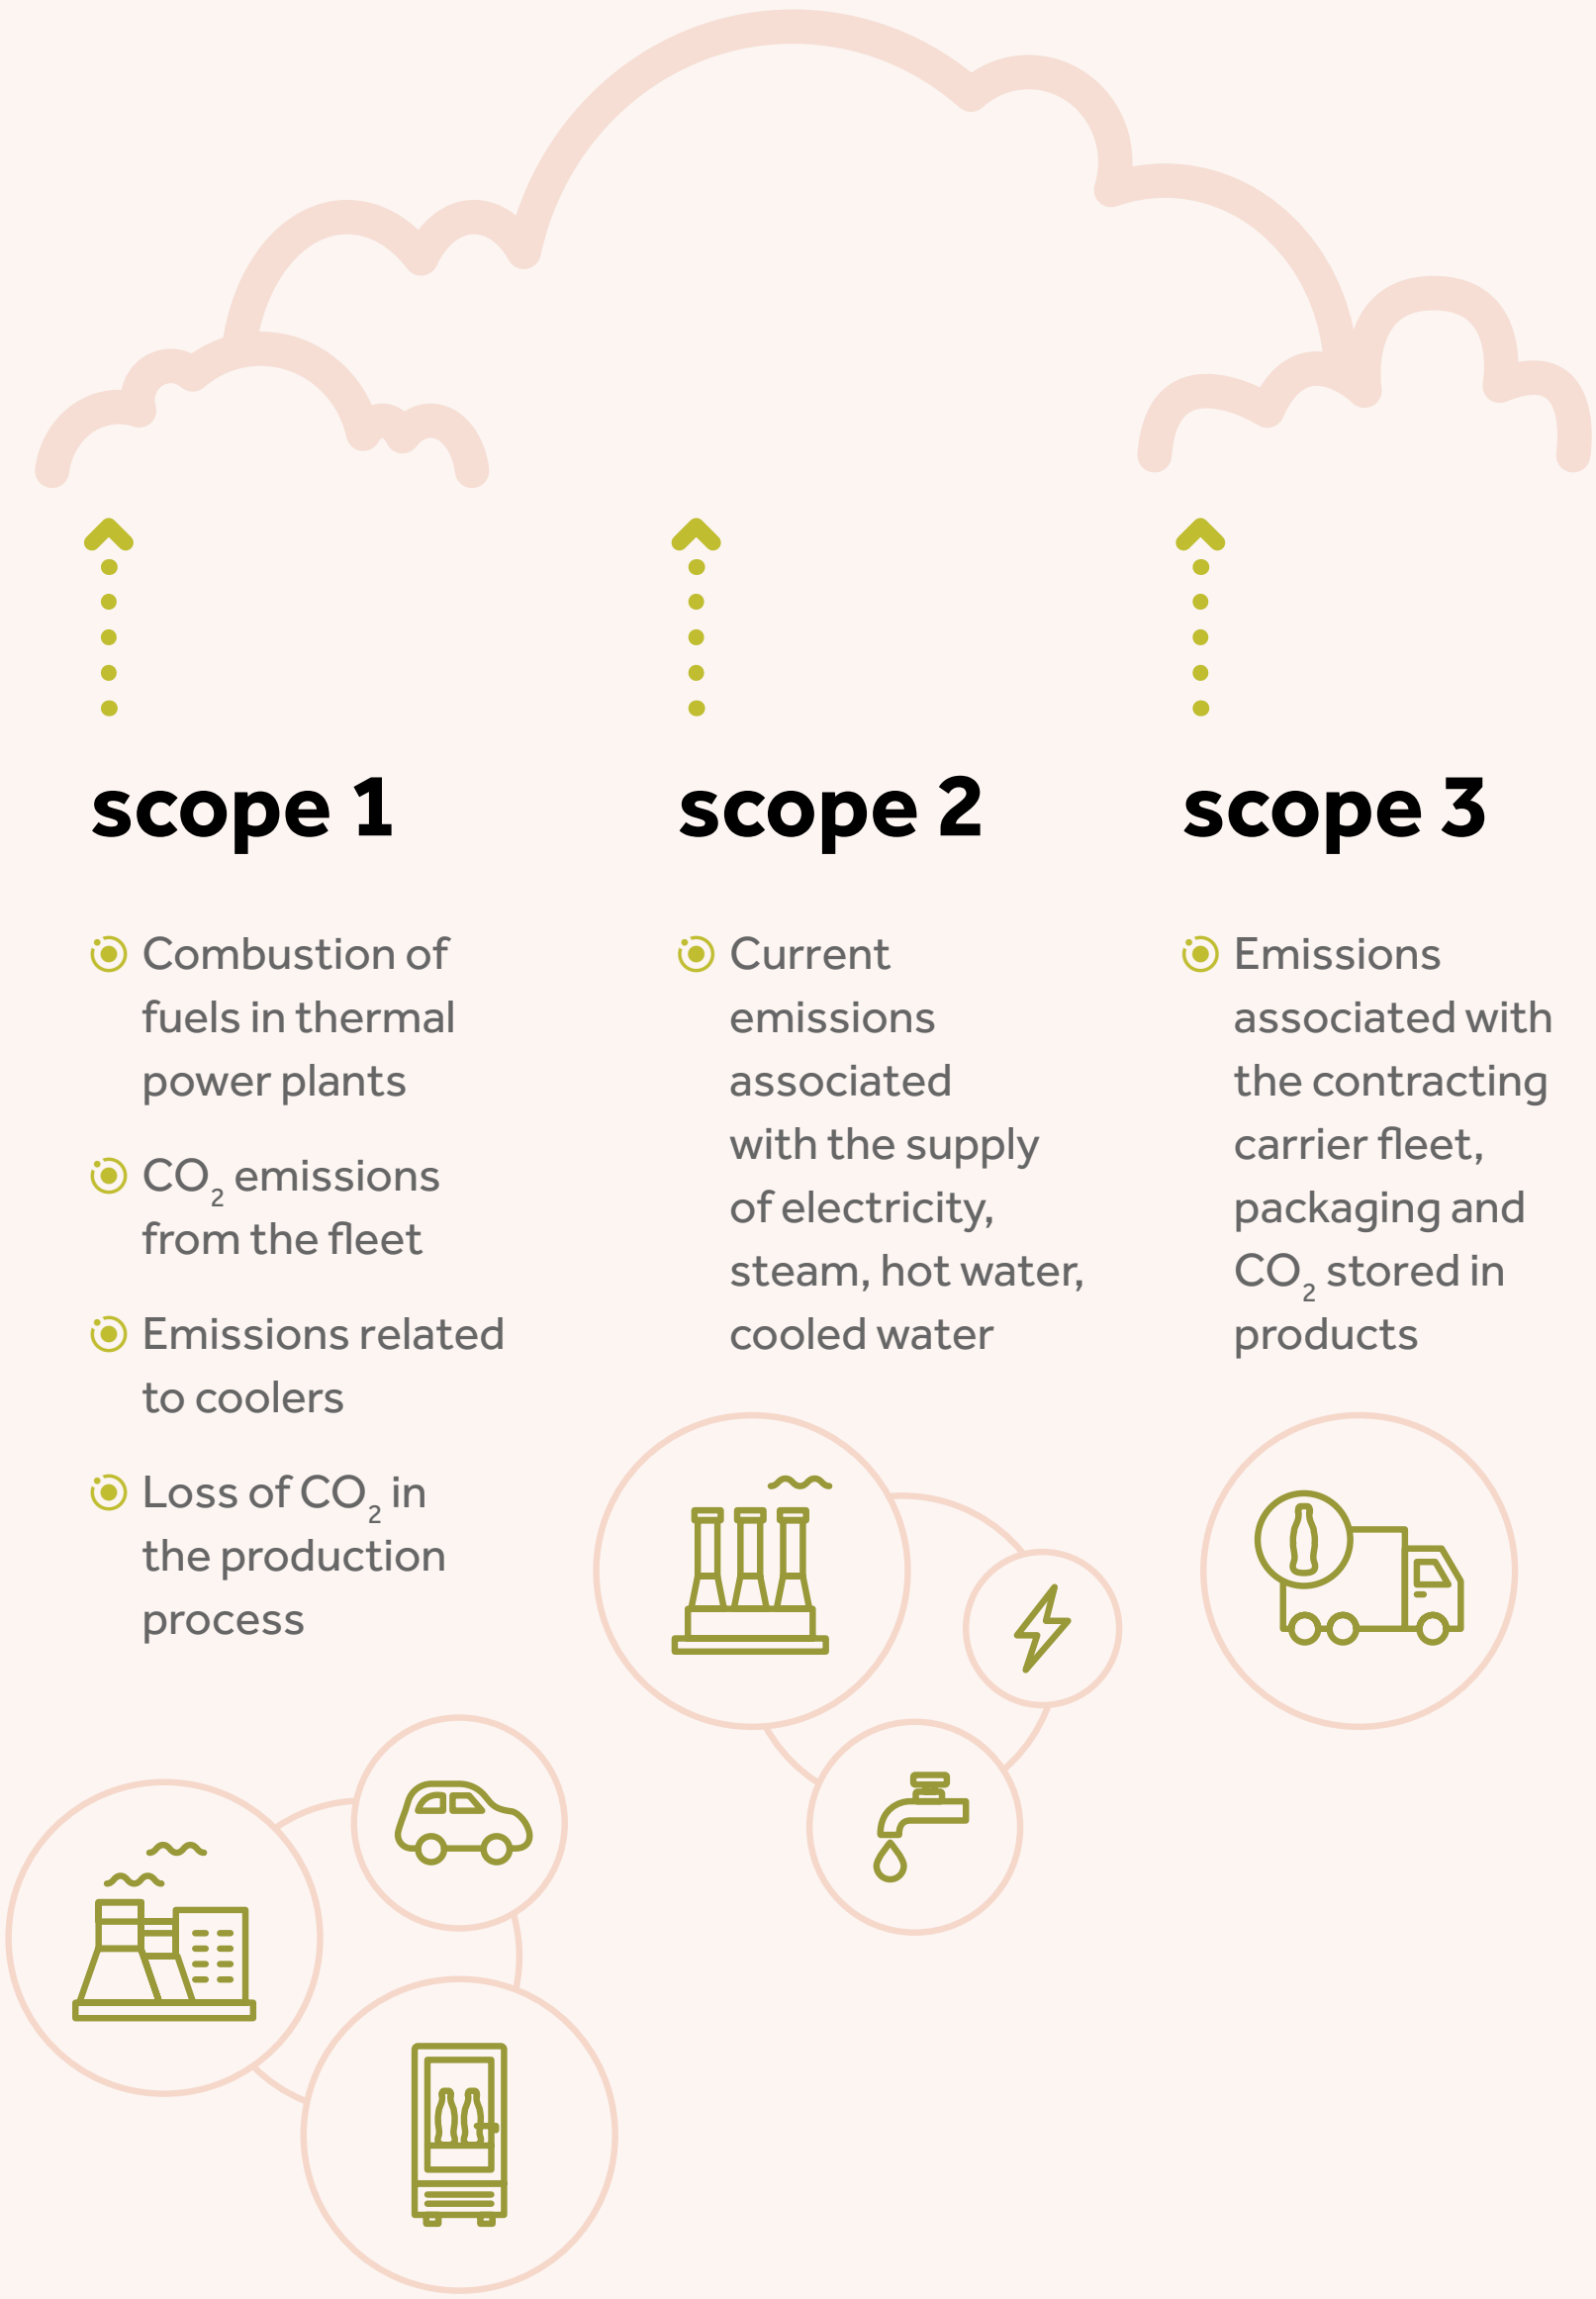 scope 1
Combustion of
fuels in thermal
power plants
CO₂ emissions
from the fleet
Emissions related
to coolers
Loss of CO₂ in
the production
process
scope 2
Current
emissions
associated
with the supply
of electricity,
steam, hot water,
cooled water
scope 3
Emissions
associated with
the contracting
carrier fleet,
packaging and
CO₂ stored in
products